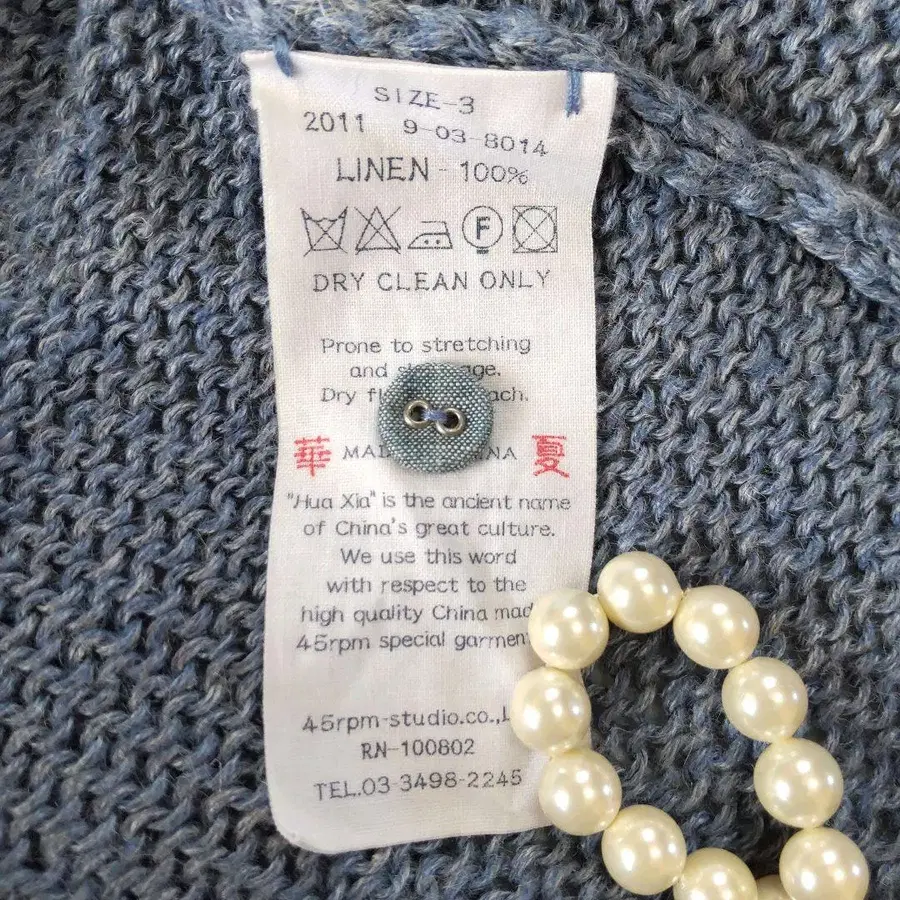 SIZE-3
2011 9-03-8014
LINEN - 100%
F
DRY CLEAN ONLY
Prone to stretching
and
Dry
華 MA NA 夏
"Hua Xia" is the ancient name
of China's great culture.
We use this word
with respect to the
high quality China mad
45rpm special garmen
45rpm-studio.co.,L
RN-100802
TEL.03-3498-2245